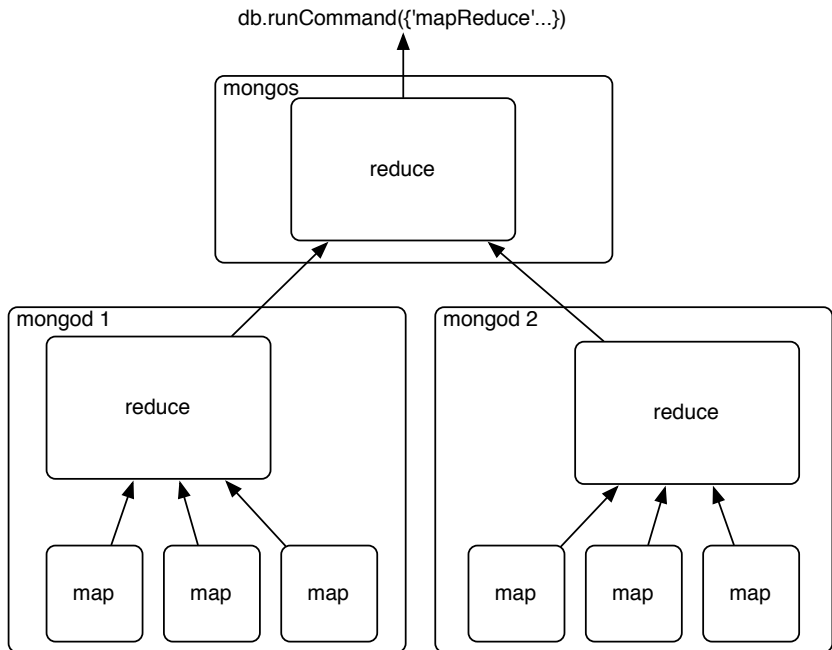 db.runCommand({'mapReduce'...})
mongos
reduce
mongod 1
reduce
map
map
map
mongod 2
reduce
map
map
map